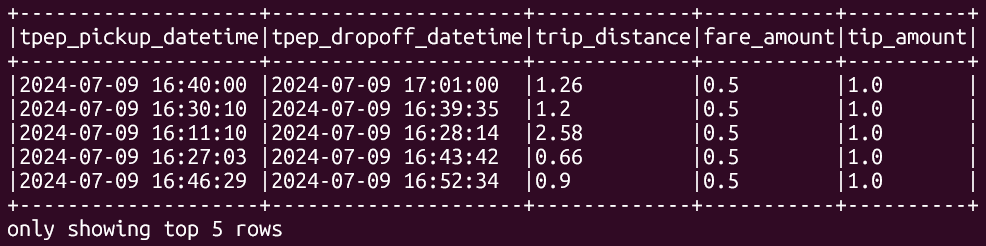 +--------------------+---------------------+-------------+-----------+----------+
|tpep_pickup_datetime|tpep_dropoff_datetime|trip_distance|fare_amount|tip_amount|
+--------------------+---------------------+-------------+-----------+----------+
|2024-07-09 16:40:00 |2024-07-09 17:01:00  |1.26         |0.5        |1.0       |
|2024-07-09 16:30:10 |2024-07-09 16:39:35  |1.2          |0.5        |1.0       |
|2024-07-09 16:11:10 |2024-07-09 16:28:14  |2.58         |0.5        |1.0       |
|2024-07-09 16:27:03 |2024-07-09 16:43:42  |0.66         |0.5        |1.0       |
|2024-07-09 16:46:29 |2024-07-09 16:52:34  |0.9          |0.5        |1.0       |
+--------------------+---------------------+-------------+-----------+----------+
only showing top 5 rows